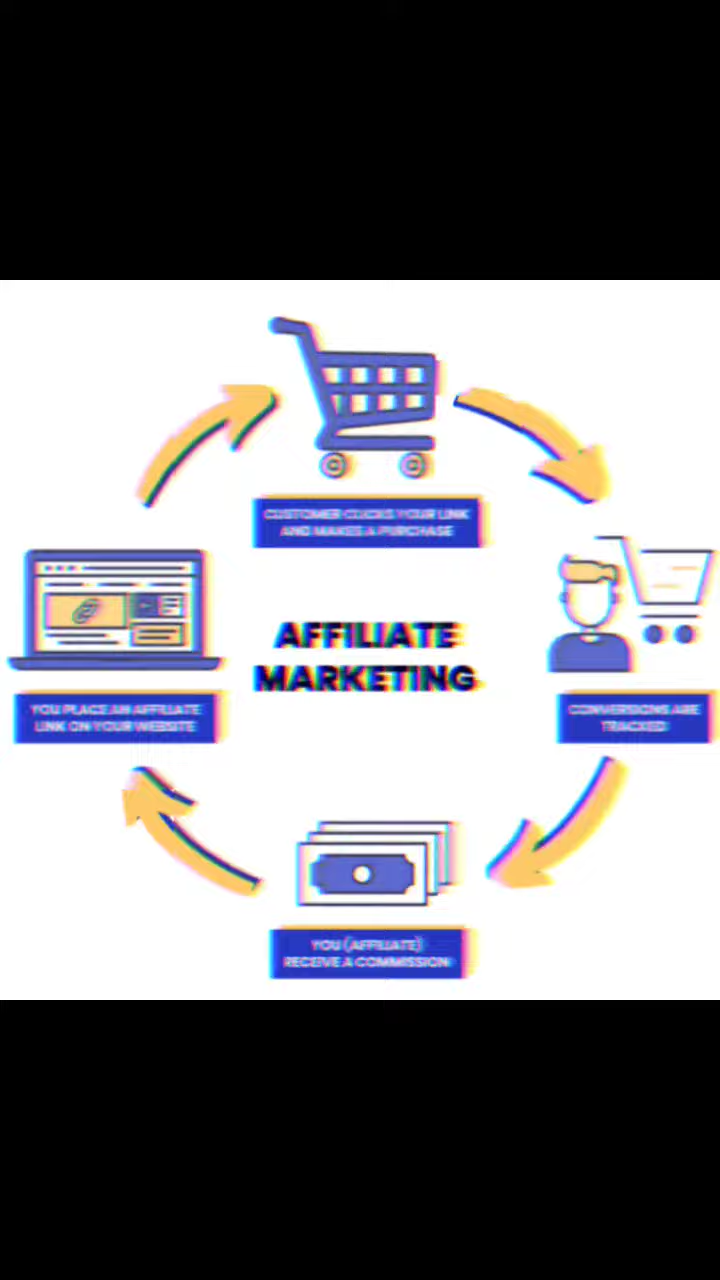 CUSTOMER CLICKS YOUR LINK
AND MAKES A PURCHASE
AFFILIATE
MARKETING
YOU PLACE AN AFFILIATE
LINK ON YOUR WEBSITE
CONVERSIONS ARE
TRACKED
YOU (AFFILIATE)
RECEIVE A COMMISSION